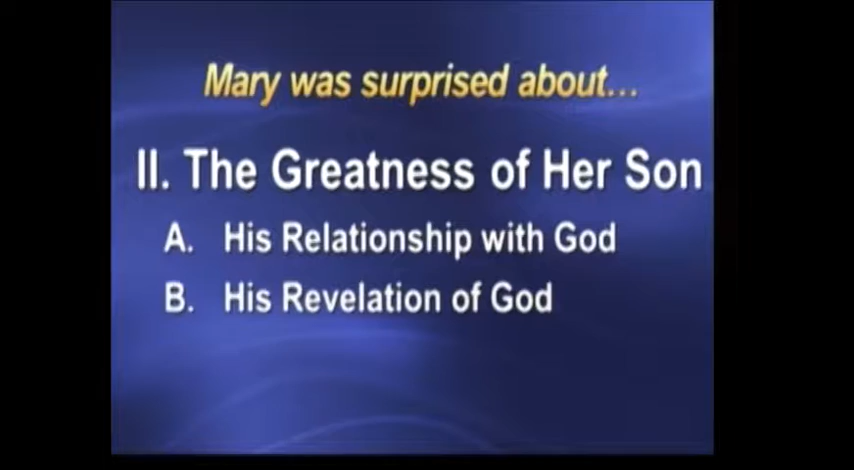 Mary was surprised about...
II. The Greatness of Her Son
A. His Relationship with God
B. His Revelation of God